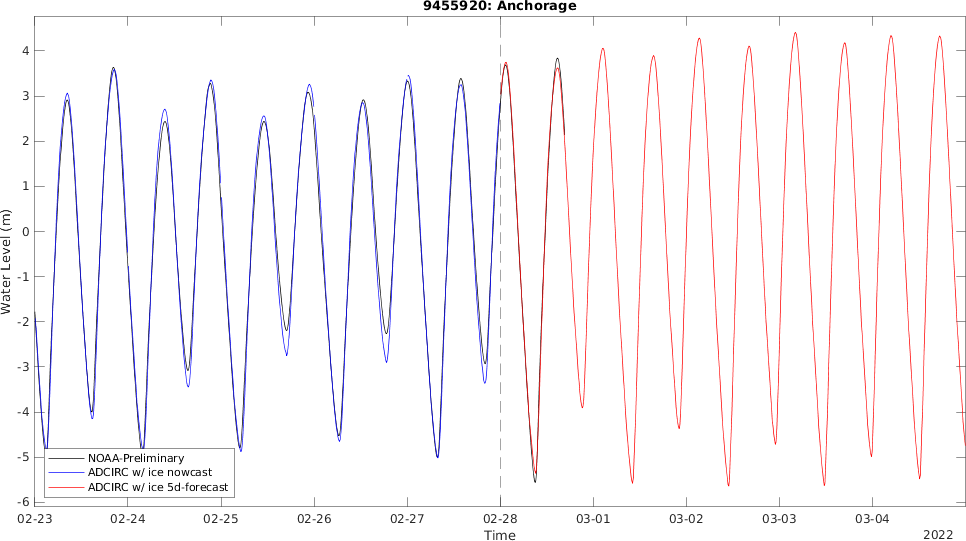 9455920: Anchorage
4
3
2
1
0
-1
-2
-3
-4
-5
-6
Water Level (m)
NOAA-Preliminary
ADCIRC w/ ice nowcast
ADCIRC w/ ice 5d-forecast
02-23 02-24 02-25 02-26 02-27 02-28 03-01 03-02 03-03 03-04
Time
2022